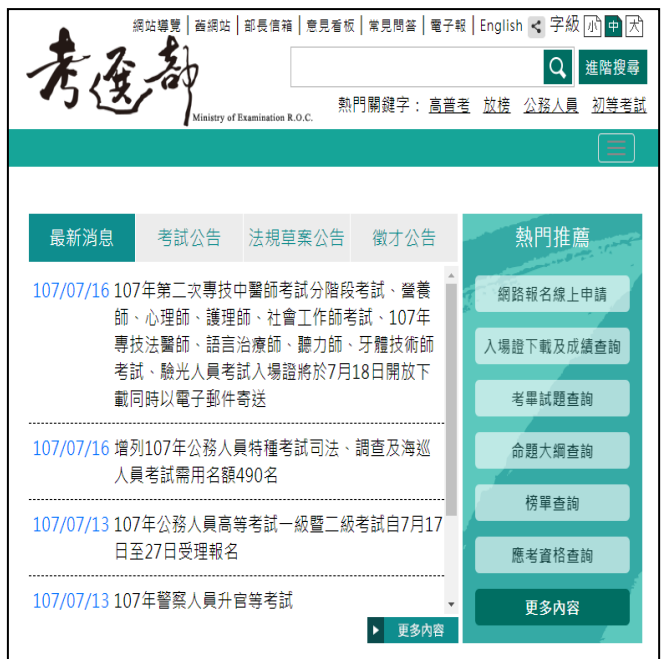 網站導覽│舊網站│部長信箱│意見看板│常見問答│電子報│English 字級 小 中 大
考選部
Ministry of Examination R.O.C.
進階搜尋
熱門關鍵字： 高普考 放榜 公務人員 初等考試
最新消息 考試公告 法規草案公告 徵才公告
107/07/16 107年第二次專技中醫師考試分階段考試、營養
師、心理師、護理師、社會工作師考試、107年
專技法醫師、語言治療師、聽力師、牙體技術師
考試、驗光人員考試入場證將於7月18日開放下
載同時以電子郵件寄送
107/07/16 增列107年公務人員特種考試司法、調查及海巡
人員考試需用名額490名
107/07/13 107年公務人員高等考試一級暨二級考試自7月17
日至27日受理報名
107/07/13 107年警察人員升官等考試
更多內容
熱門推薦
網路報名線上申請
入場證下載及成績查詢
考畢試題查詢
命題大綱查詢
榜單查詢
應考資格查詢
更多內容